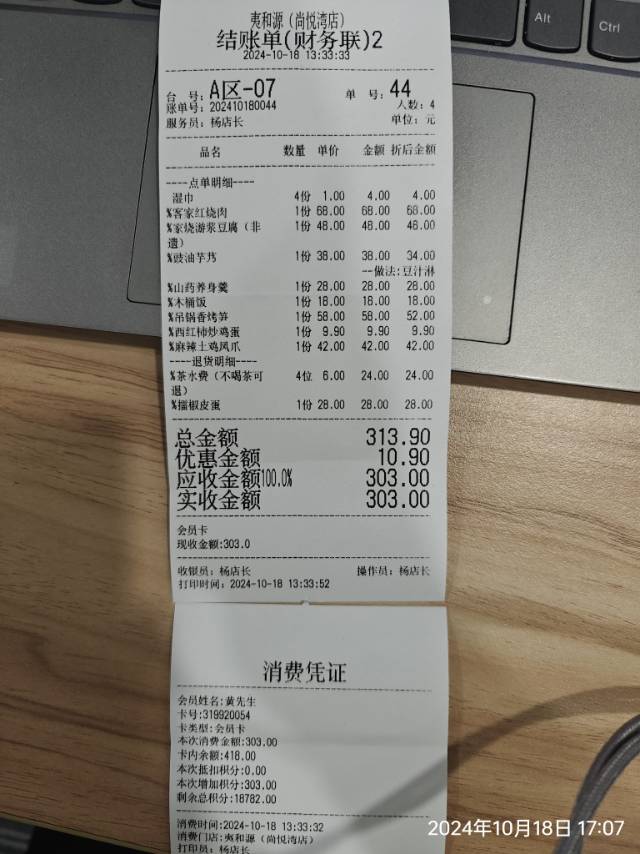 夷和源（尚悦湾店）
结账单(财务联)2
2024-10-18 13:33:33
台 号：A区-07 单 号：44
账单号：202410180044 人数：4
服务员：杨店长 单位：元
品名 数量 单价 金额 折后金额
----点单明细----
湿巾 4份 1.00 4.00 4.00
%客家红烧肉 1份 68.00 68.00 68.00
%家烧游浆豆腐（非 1份 48.00 48.00 48.00
遗）
%豉油芋艿 1份 38.00 38.00 34.00
--做法:豆汁淋
%山药养身羹 1份 28.00 28.00 28.00
%木桶饭 1份 18.00 18.00 18.00
%吊锅香烤笋 1份 58.00 58.00 52.00
%西红柿炒鸡蛋 1份 9.90 9.90 9.90
%麻辣土鸡凤爪 1份 42.00 42.00 42.00
----退货明细----
%茶水费（不喝茶可 4位 6.00 24.00 24.00
退）
%擂椒皮蛋 1份 28.00 28.00 28.00
总金额 313.90
优惠金额 10.90
应收金额100.0% 303.00
实收金额 303.00
会员卡
现收金额:303.0
收银员：杨店长 操作员：杨店长
打印时间：2024-10-18 13:33:52
消费凭证
会员姓名:黄先生
卡号:319920054
卡类型:会员卡
本次消费金额:303.00
卡内余额:418.00
本次抵扣积分:0.00
本次增加积分:303.00
剩余总积分:18782.00
消费时间:2024-10-18 13:33:32
消费门店:夷和源（尚悦湾店）
打印员：杨店长
Alt
Ctrl
2024年10月18日 17:07